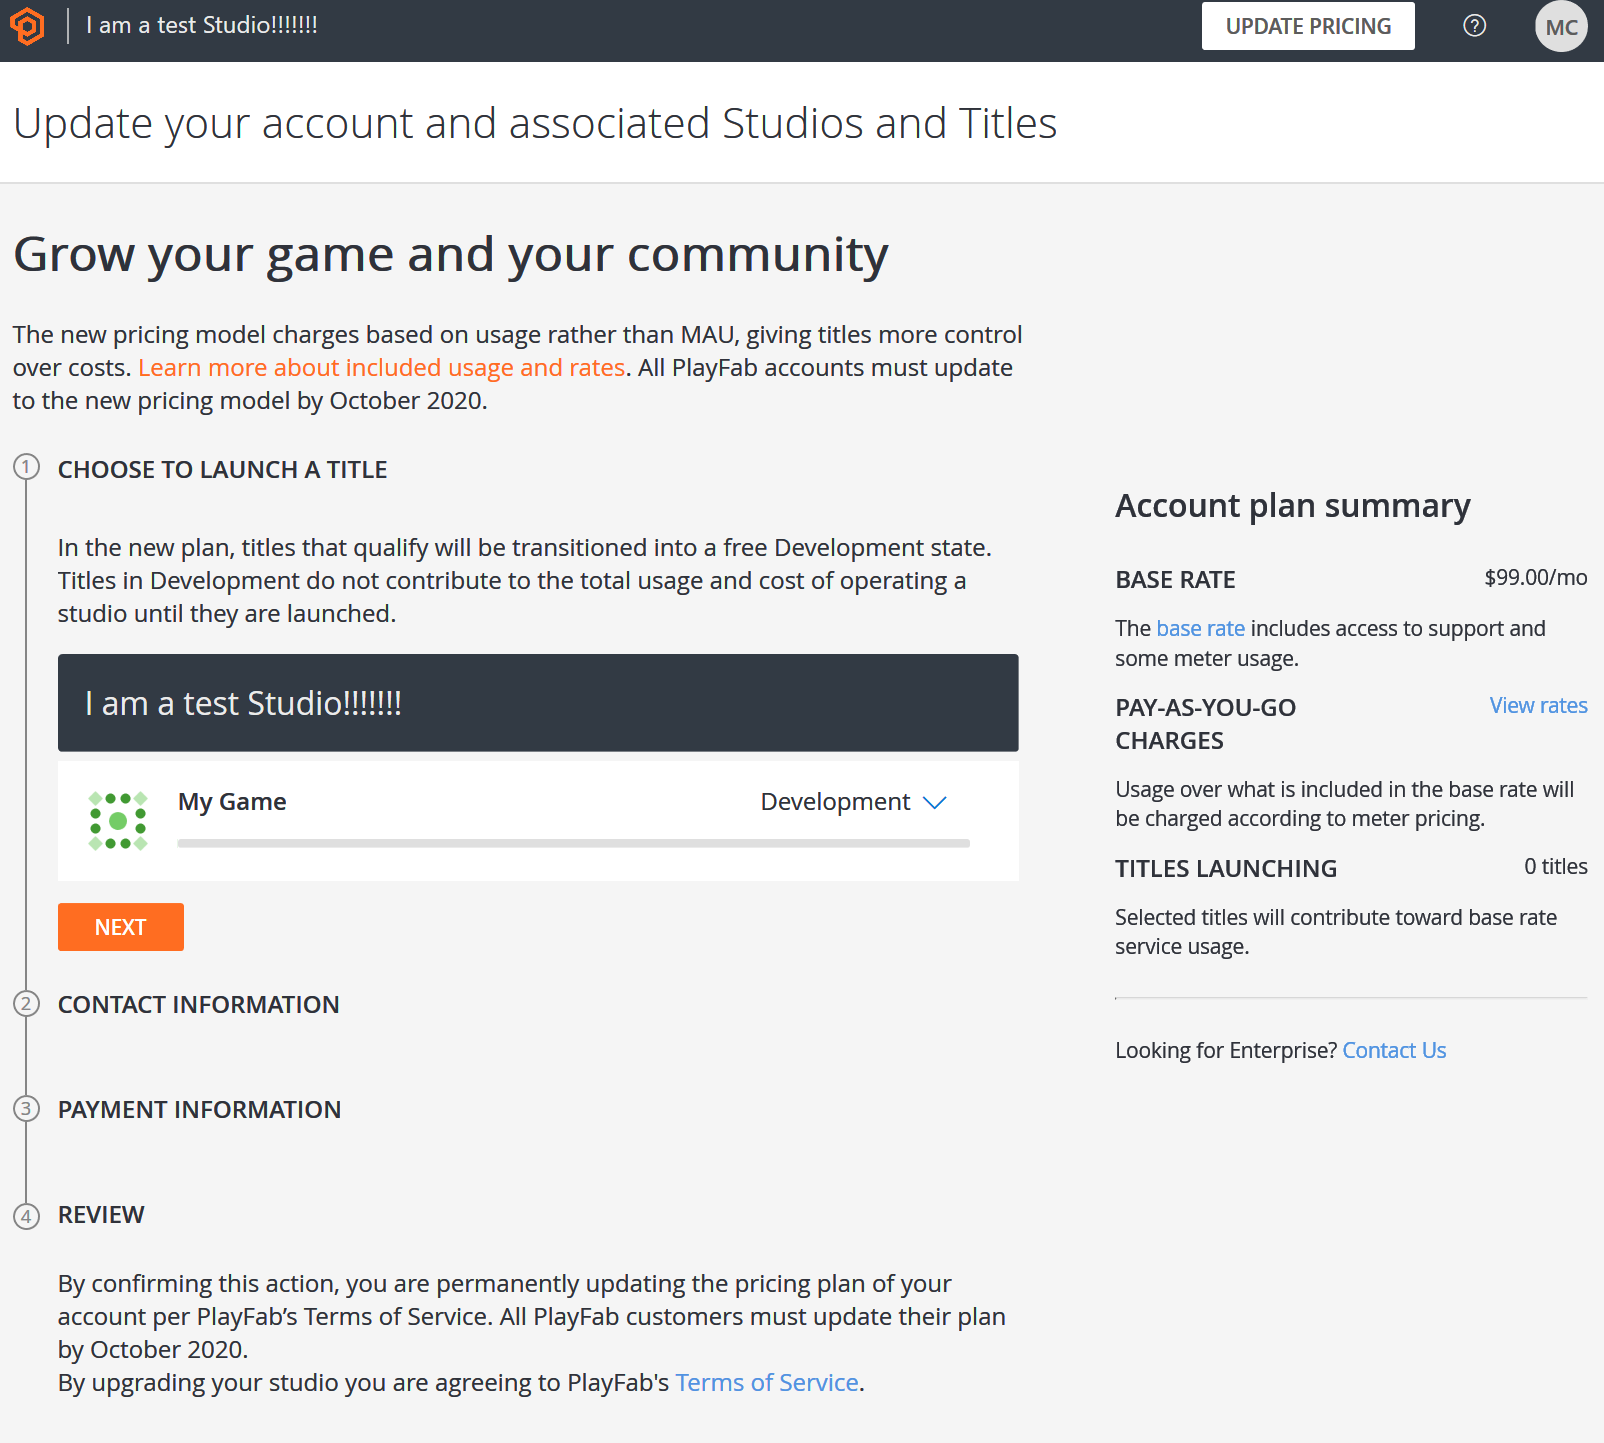 I am a test Studio!!!!!!!
UPDATE PRICING
?
MC
Update your account and associated Studios and Titles
Grow your game and your community
The new pricing model charges based on usage rather than MAU, giving titles more control
over costs. Learn more about included usage and rates. All PlayFab accounts must update
to the new pricing model by October 2020.
1 CHOOSE TO LAUNCH A TITLE
In the new plan, titles that qualify will be transitioned into a free Development state.
Titles in Development do not contribute to the total usage and cost of operating a
studio until they are launched.
I am a test Studio!!!!!!!
My Game
Development
NEXT
2 CONTACT INFORMATION
3 PAYMENT INFORMATION
4 REVIEW
By confirming this action, you are permanently updating the pricing plan of your
account per PlayFab’s Terms of Service. All PlayFab customers must update their plan
by October 2020.
By upgrading your studio you are agreeing to PlayFab's Terms of Service.
Account plan summary
BASE RATE $99.00/mo
The base rate includes access to support and
some meter usage.
PAY-AS-YOU-GO View rates
CHARGES
Usage over what is included in the base rate will
be charged according to meter pricing.
TITLES LAUNCHING 0 titles
Selected titles will contribute toward base rate
service usage.
Looking for Enterprise? Contact Us